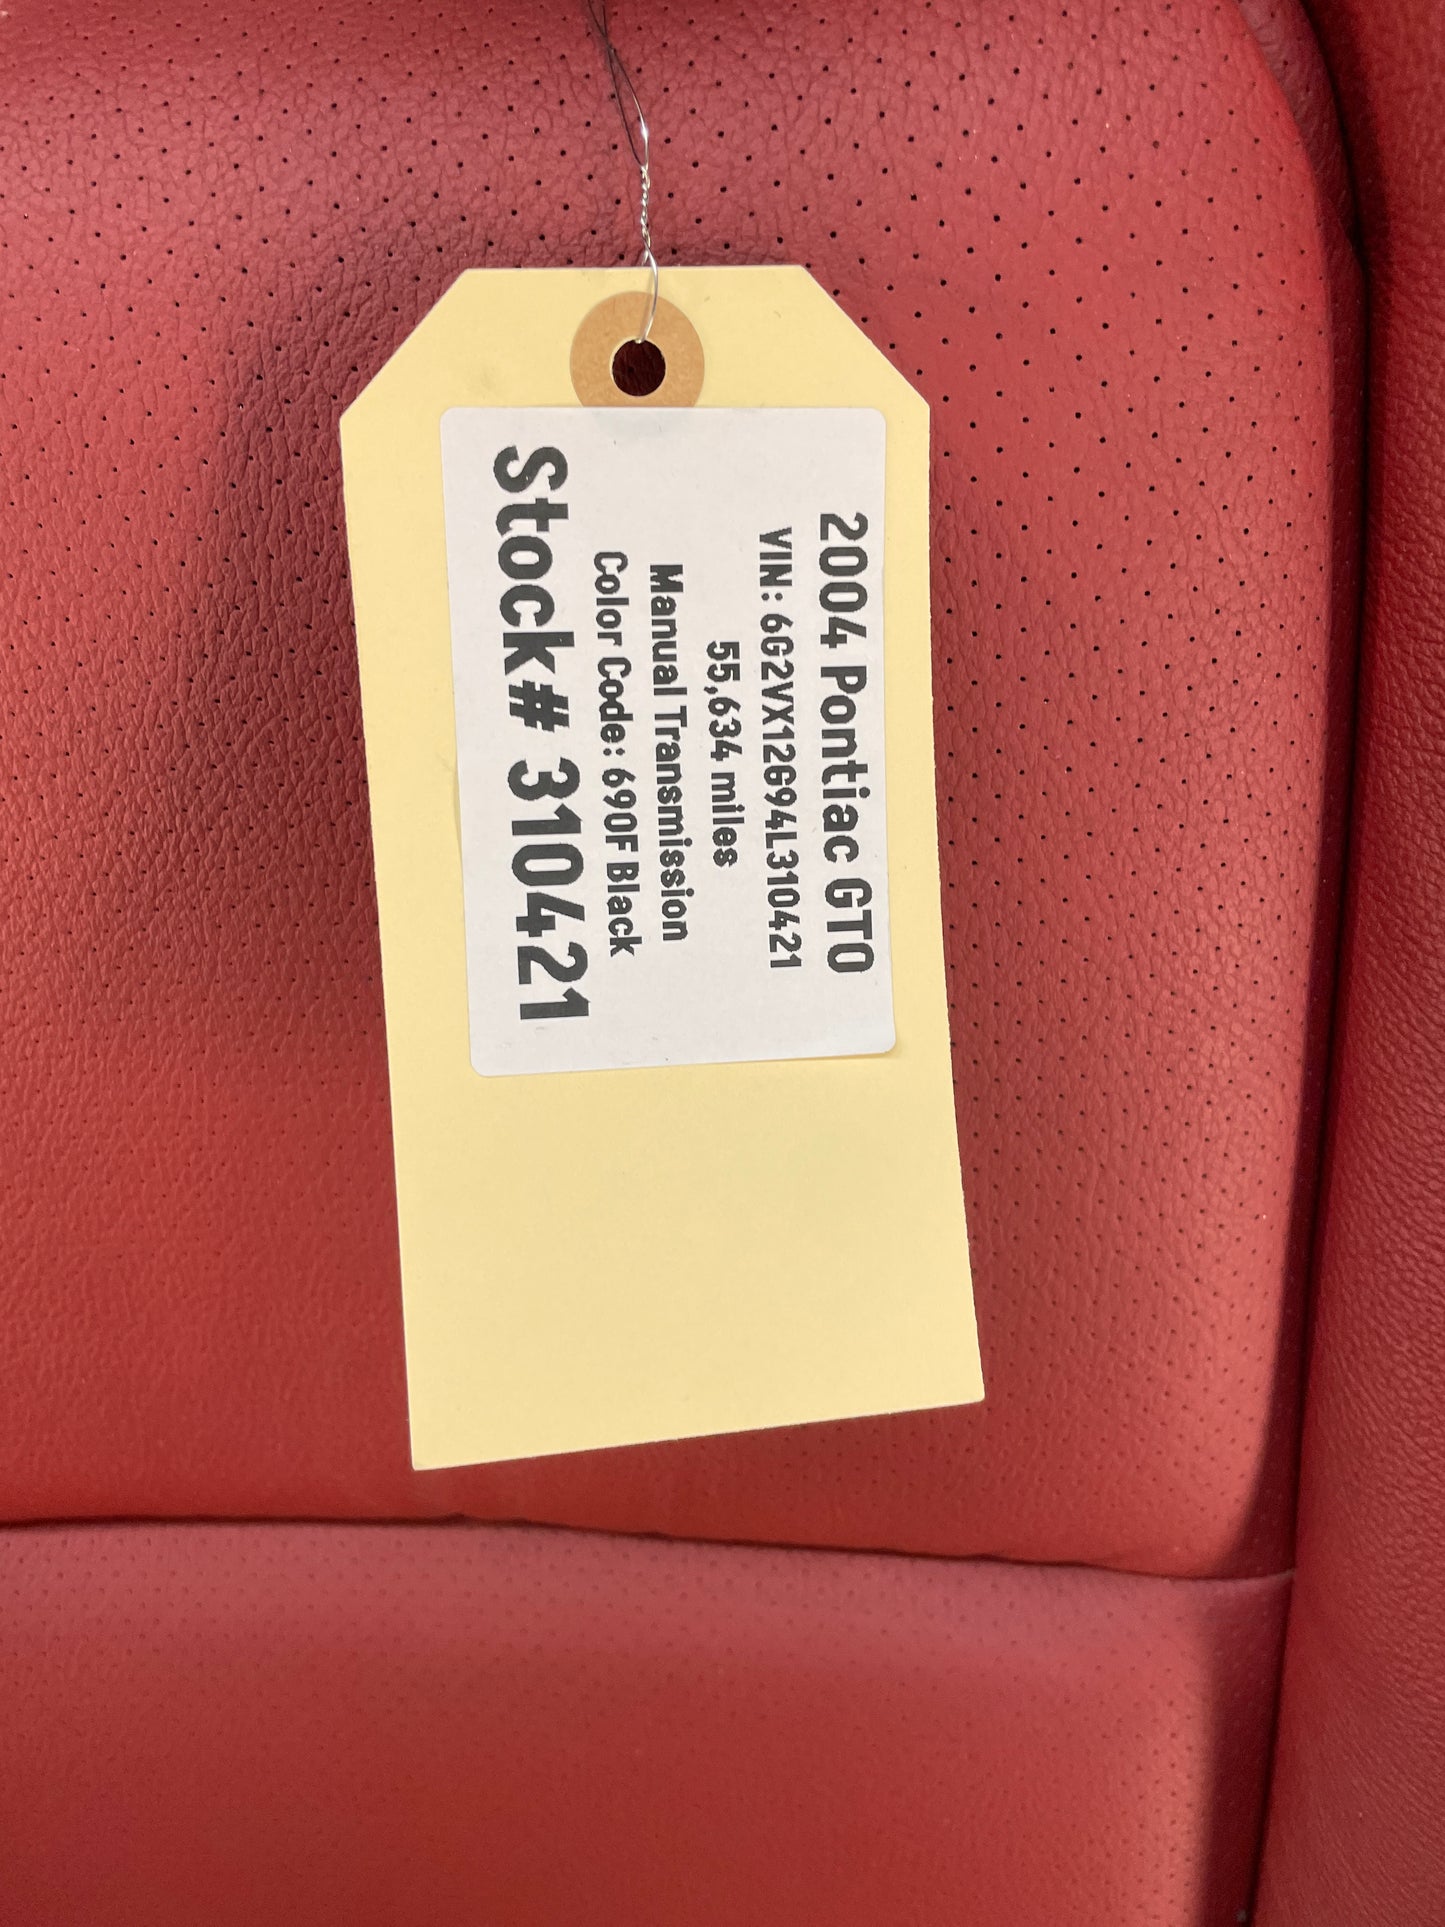 2004 Pontiac GTO
VIN: 6G2VX12G94L310421
55,634 miles
Manual Transmission
Color Code: 690F Black
Stock# 310421